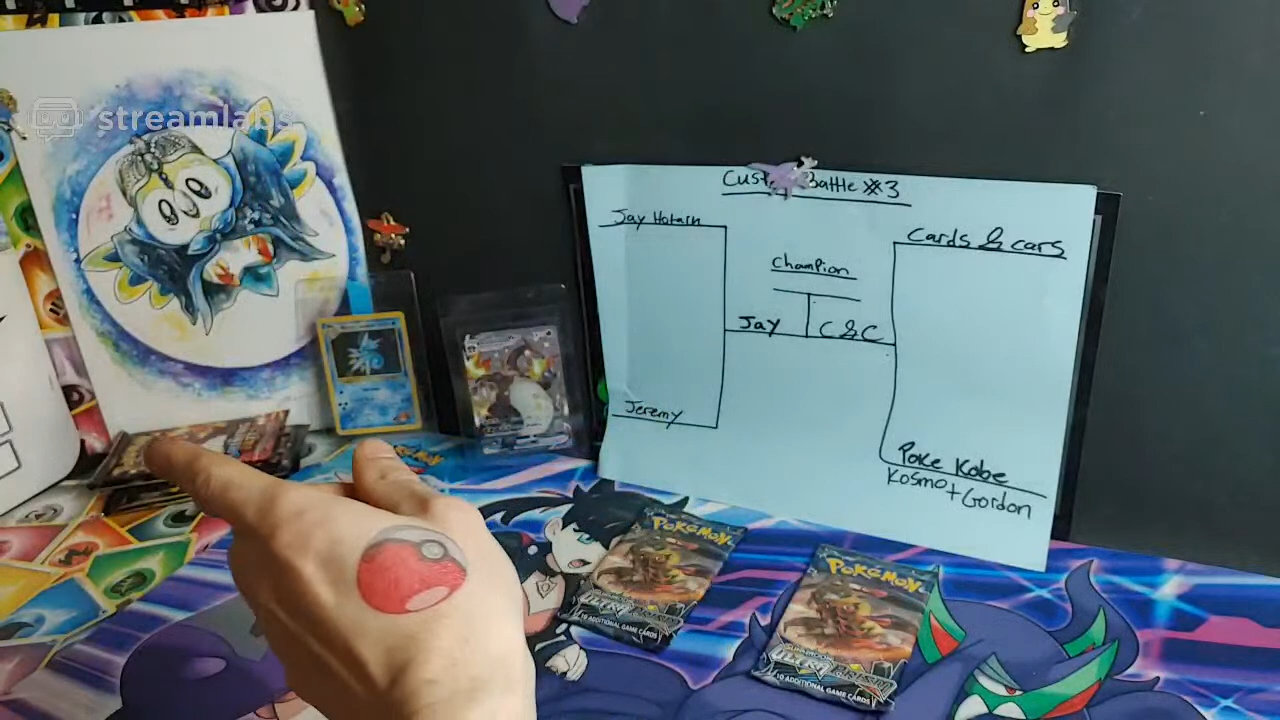 streamlabs
Battle #3
Jay Hotarn
Cards & cars
Champion
Jay
C & C
Jeremy
Poke Kobe
Kosmo + Gordon
POKÉMON
10 ADDITIONAL GAME CARDS
POKÉMON
10 ADDITIONAL GAME CARDS